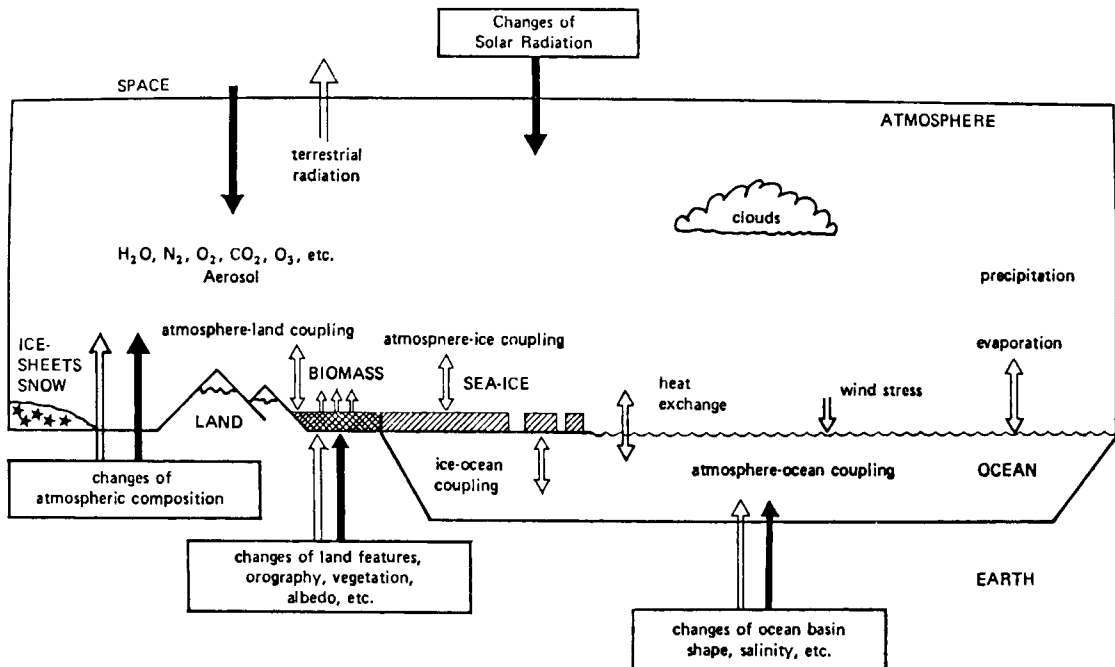 Changes of
Solar Radiation
SPACE
ATMOSPHERE
terrestrial
radiation
clouds
H₂O, N₂, O₂, CO₂, O₃, etc.
Aerosol
precipitation
atmosphere-land coupling
atmospnere-ice coupling
ICE-
SHEETS
SNOW
evaporation
BIOMASS
SEA-ICE
heat
exchange
wind stress
LAND
ice-ocean
coupling
atmosphere-ocean coupling
OCEAN
changes of
atmospheric composition
changes of land features,
orography, vegetation,
albedo, etc.
EARTH
changes of ocean basin
shape, salinity, etc.